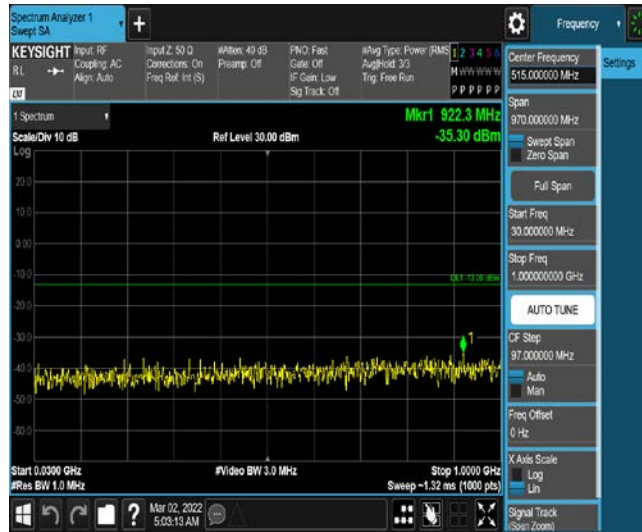 Spectrum Analyzer 1
Swept SA
KEYSIGHT
RL
LXI
Input: RF
Coupling: AC
Align: Auto
Input Z: 50 Ω
Corrections: On
Freq Ref: Int (S)
#Atten: 40 dB
Preamp: Off
PNO: Fast
Gate: Off
IF Gain: Low
Sig Track: Off
#Avg Type: Power (RMS
Avg|Hold: 3/3
Trig: Free Run
1 2 3 4 5 6
M W W W W W
P P P P P P
1 Spectrum
Scale/Div 10 dB
Ref Level 30.00 dBm
Mkr1 922.3 MHz
-35.30 dBm
Log
20.0
10.0
0.00
-10.0
DL1 -13.00 dBm
-20.0
-30.0
1
-40.0
-50.0
-60.0
Start 0.0300 GHz
#Video BW 3.0 MHz
Stop 1.0000 GHz
#Res BW 1.0 MHz
Sweep ~1.32 ms (1000 pts)
?
Mar 02, 2022
5:03:13 AM
Frequency
Settings
Center Frequency
515.000000 MHz
Span
970.000000 MHz
Swept Span
Zero Span
Full Span
Start Freq
30.000000 MHz
Stop Freq
1.000000000 GHz
AUTO TUNE
CF Step
97.000000 MHz
Auto
Man
Freq Offset
0 Hz
X Axis Scale
Log
Lin
Signal Track
(Span Zoom)